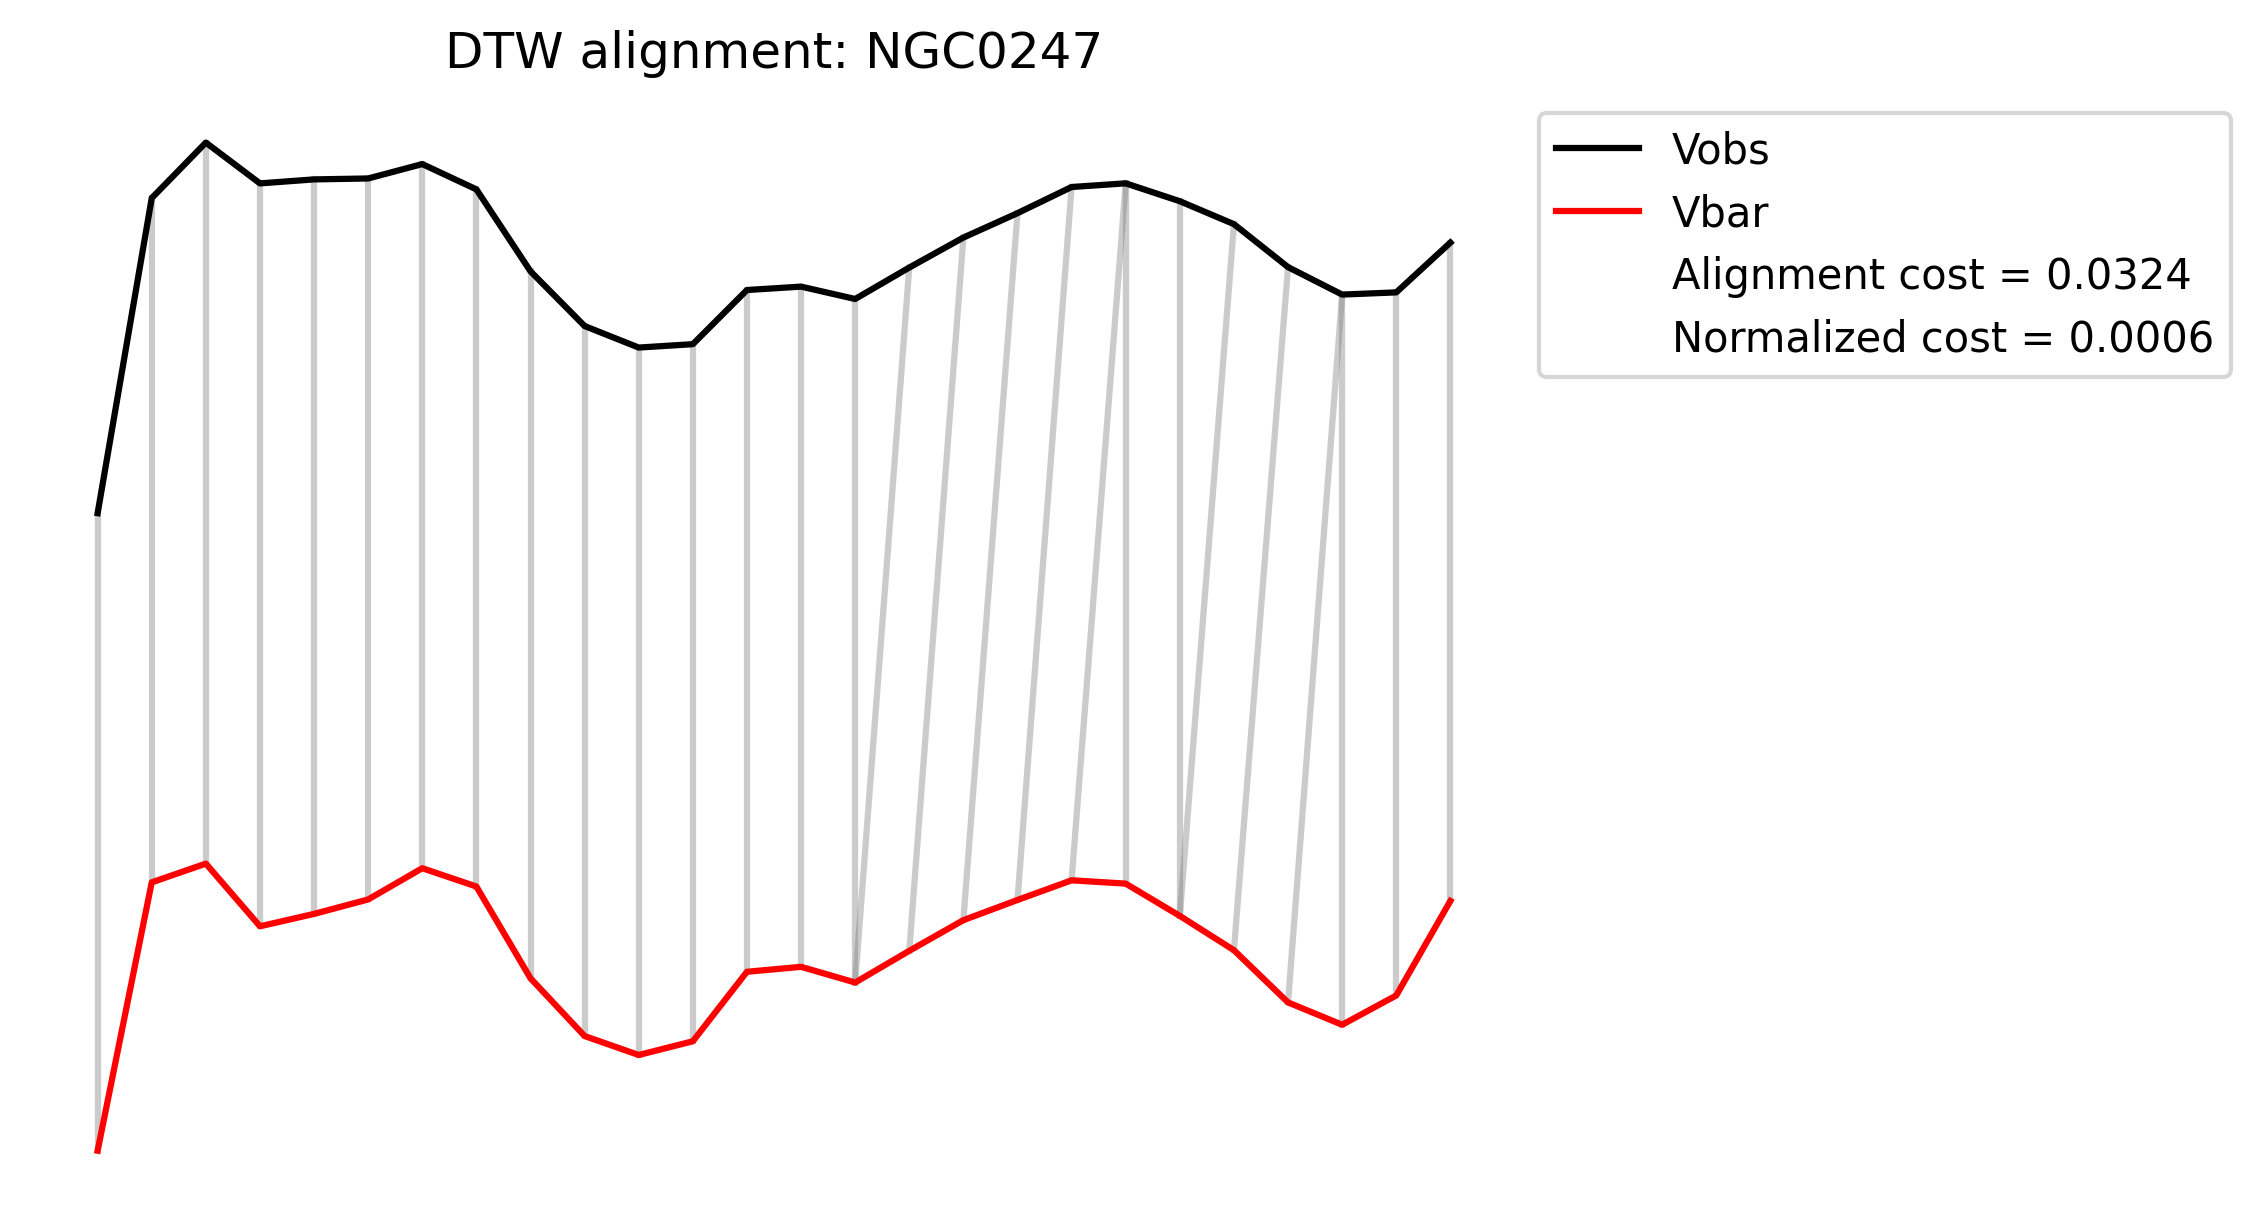 DTW alignment: NGC0247
Vobs
Vbar
Alignment cost = 0.0324
Normalized cost = 0.0006